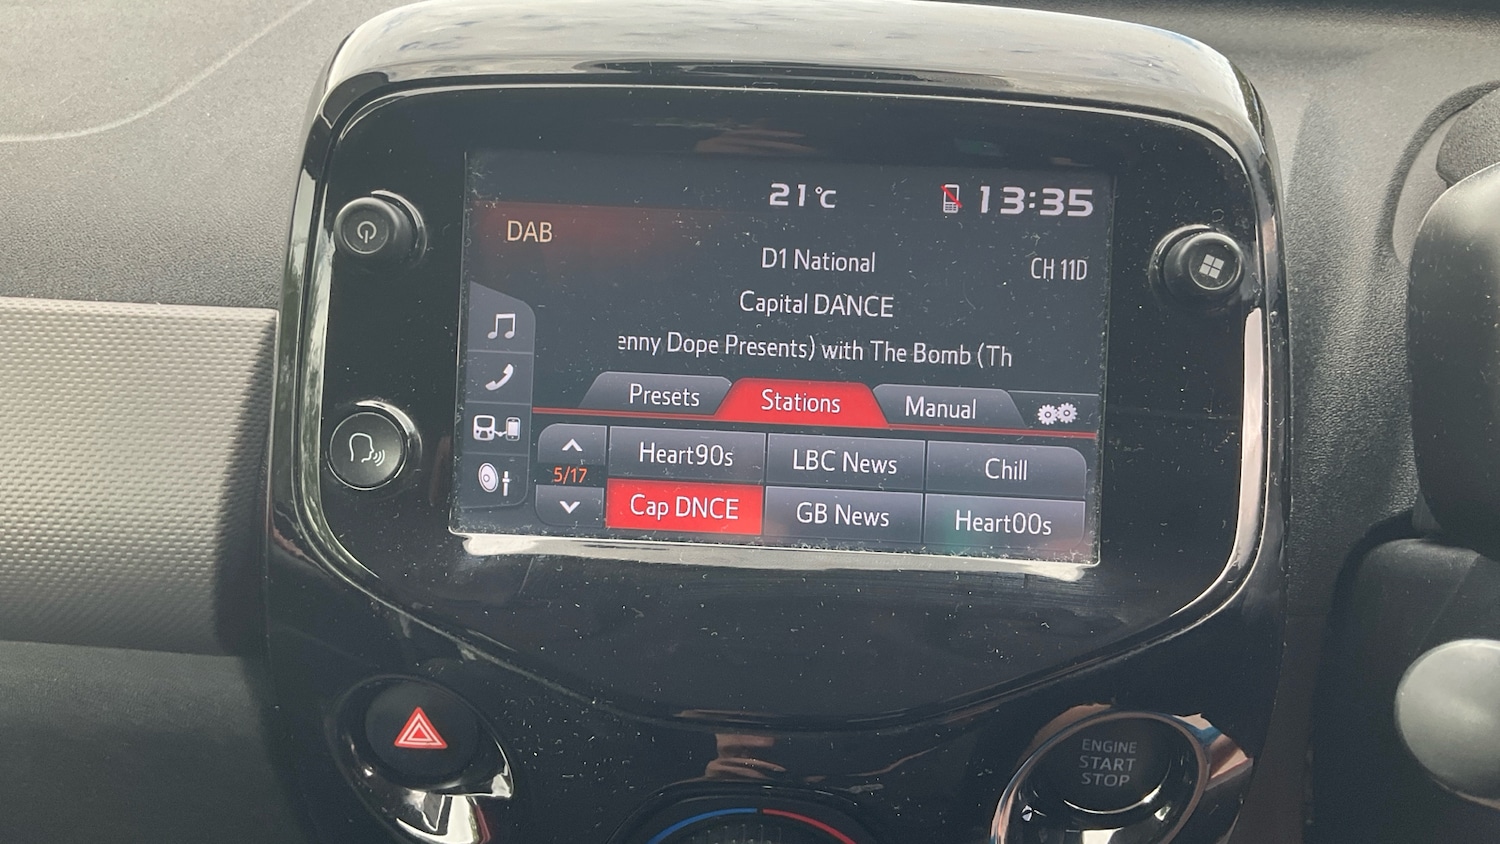 21°C
13:35
DAB
D1 National
CH 11D
Capital DANCE
enny Dope Presents) with The Bomb (Th
Presets
Stations
Manual
Heart90s
LBC News
Chill
5/17
Cap DNCE
GB News
Heart00s
ENGINE
START
STOP